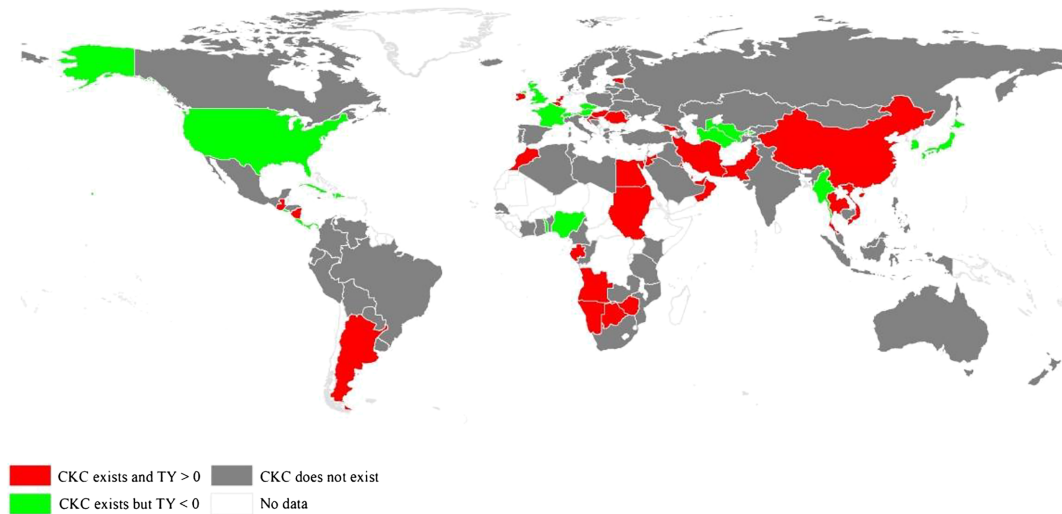 CKC exists and TY > 0
CKC does not exist
CKC exists but TY < 0
No data